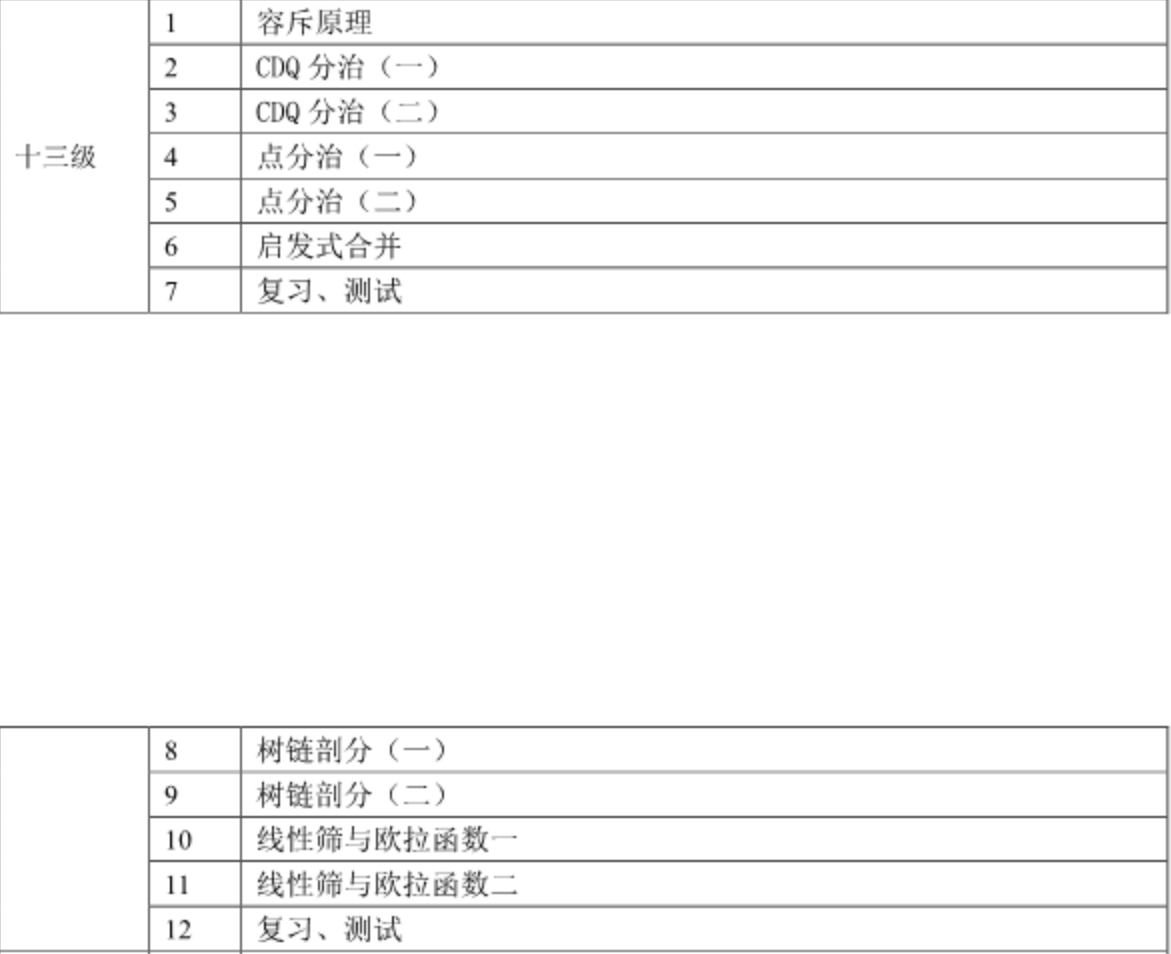 1 容斥原理
2 CDQ 分治（一）
3 CDQ 分治（二）
十三级 4 点分治（一）
5 点分治（二）
6 启发式合并
7 复习、测试
8 树链剖分（一）
9 树链剖分（二）
10 线性筛与欧拉函数一
11 线性筛与欧拉函数二
12 复习、测试